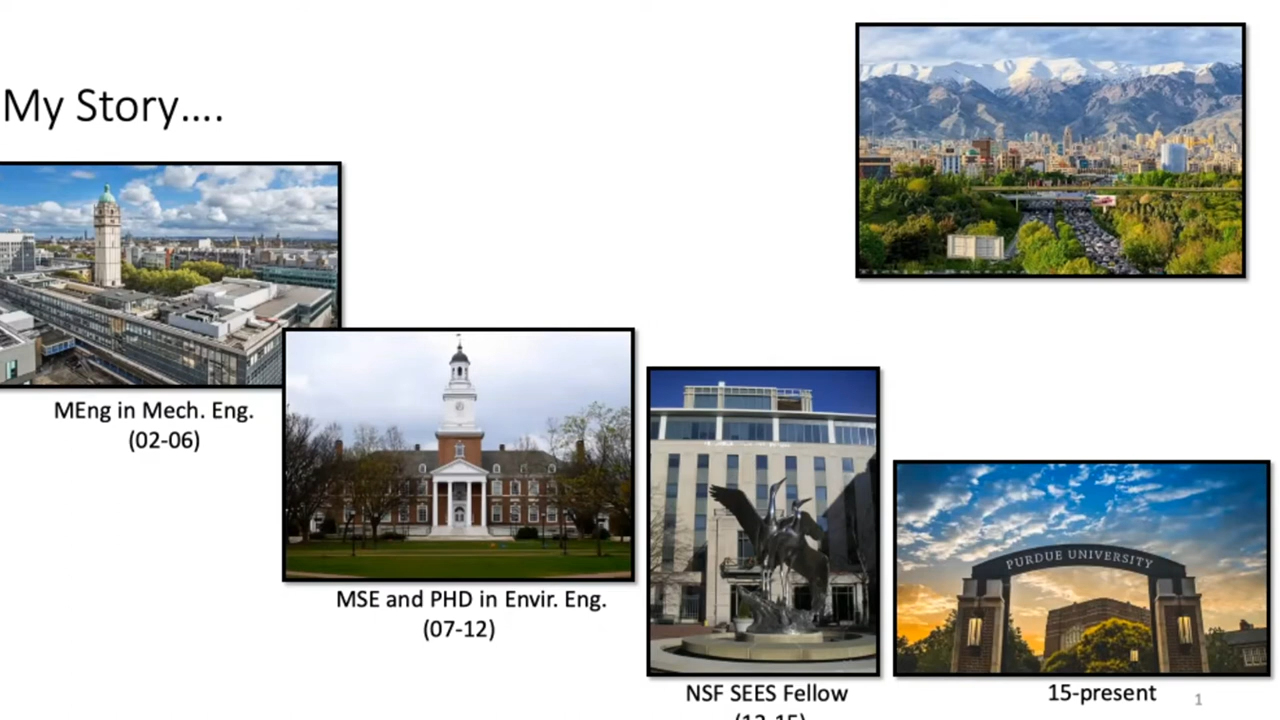 My Story….
MEng in Mech. Eng.
(02-06)
MSE and PHD in Envir. Eng.
(07-12)
NSF SEES Fellow
PURDUE UNIVERSITY
15-present
1